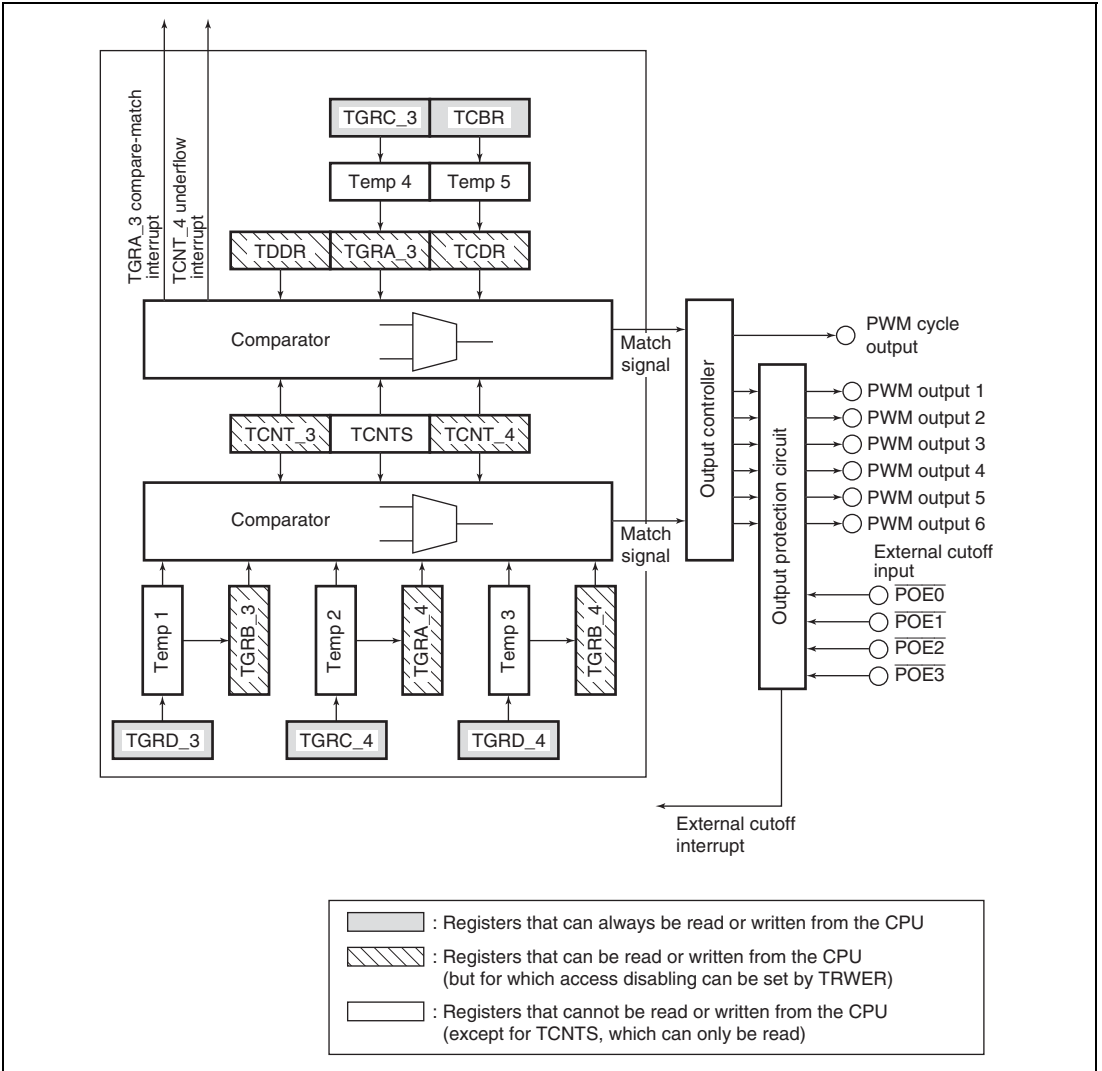 TGRA_3 compare-match
interrupt
TCNT_4 underflow
interrupt
TGRC_3
TCBR
Temp 4
Temp 5
TDDR
TGRA_3
TCDR
Comparator
Match
signal
TCNT_3
TCNTS
TCNT_4
Comparator
Match
signal
Temp 1
TGRB_3
Temp 2
TGRA_4
Temp 3
TGRB_4
TGRD_3
TGRC_4
TGRD_4
Output controller
Output protection circuit
PWM cycle
output
PWM output 1
PWM output 2
PWM output 3
PWM output 4
PWM output 5
PWM output 6
External cutoff
input
POE0
POE1
POE2
POE3
External cutoff
interrupt
: Registers that can always be read or written from the CPU
: Registers that can be read or written from the CPU
(but for which access disabling can be set by TRWER)
: Registers that cannot be read or written from the CPU
(except for TCNTS, which can only be read)